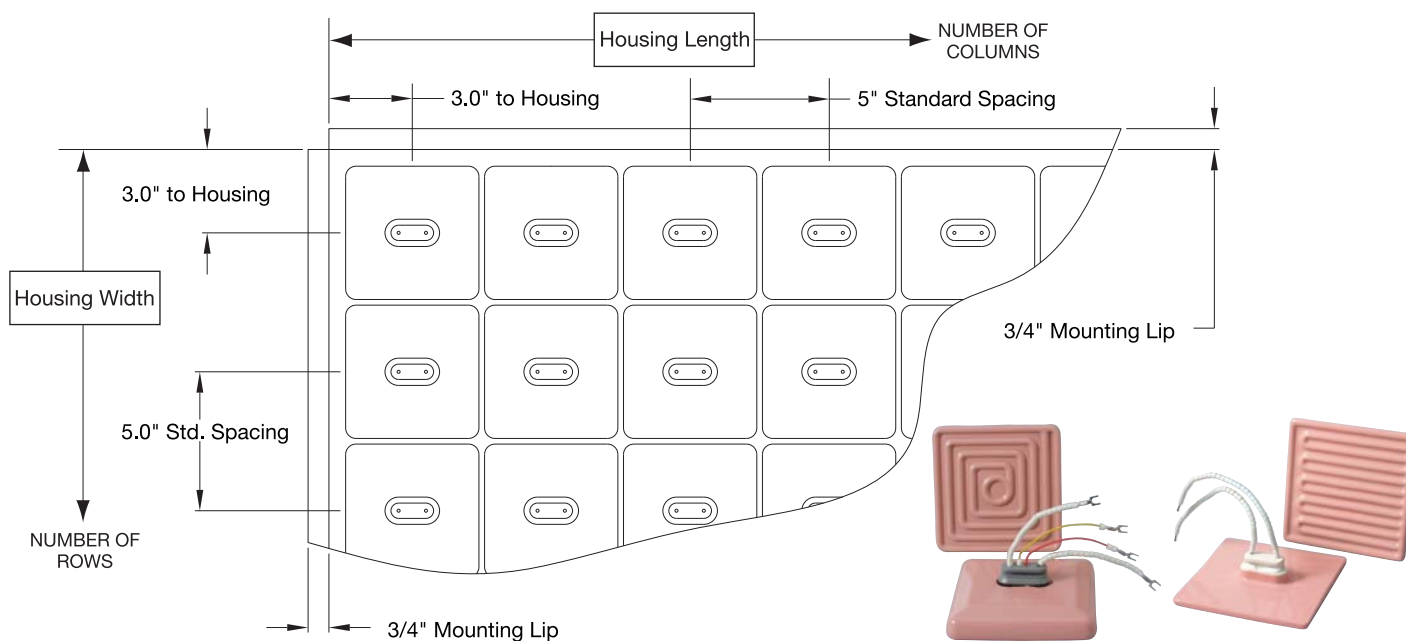 Housing Length
NUMBER OF
COLUMNS
3.0" to Housing
5" Standard Spacing
3.0" to Housing
Housing Width
3/4" Mounting Lip
5.0" Std. Spacing
NUMBER OF
ROWS
3/4" Mounting Lip